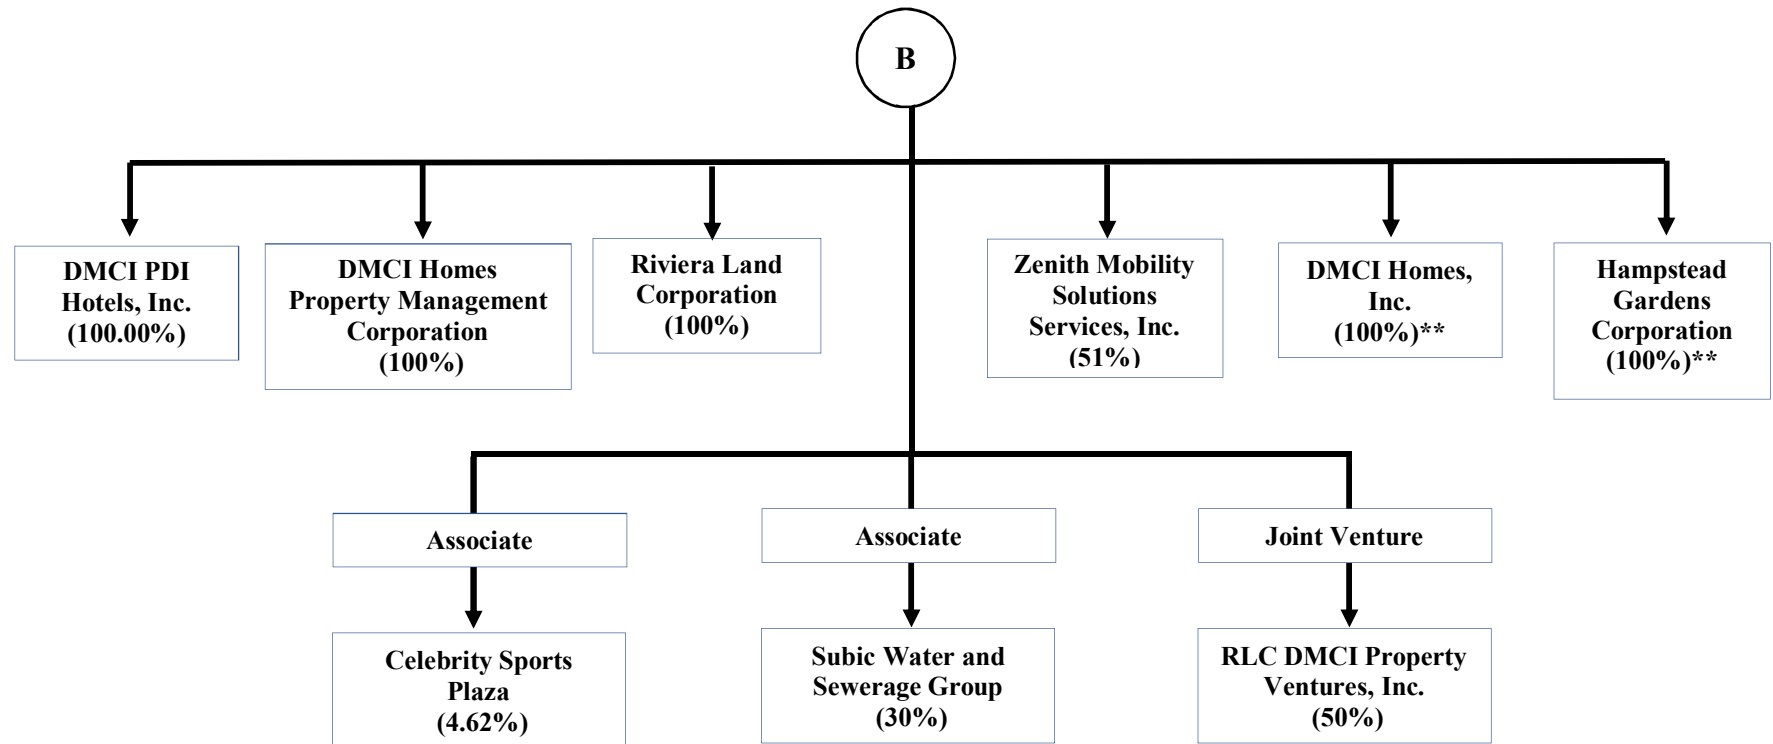 B
DMCI PDI
Hotels, Inc.
(100.00%)
DMCI Homes
Property Management
Corporation
(100%)
Riviera Land
Corporation
(100%)
Zenith Mobility
Solutions
Services, Inc.
(51%)
DMCI Homes,
Inc.
(100%)**
Hampstead
Gardens
Corporation
(100%)**
Associate
Associate
Joint Venture
Celebrity Sports
Plaza
(4.62%)
Subic Water and
Sewerage Group
(30%)
RLC DMCI Property
Ventures, Inc.
(50%)